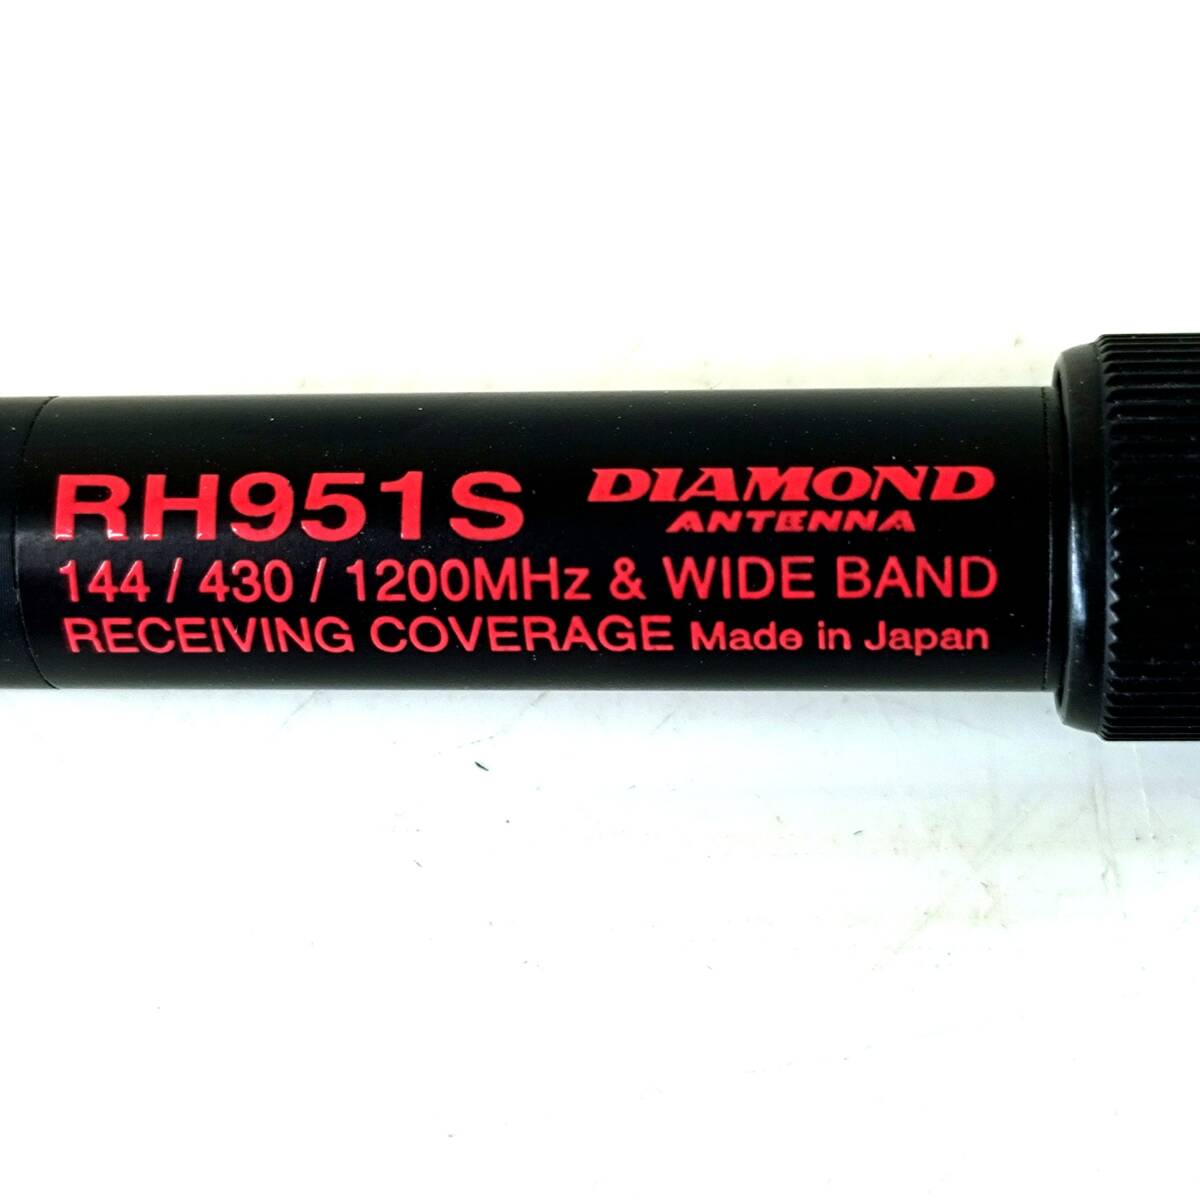 RH951S DIAMOND
ANTENNA
144 / 430 / 1200MHz & WIDE BAND
RECEIVING COVERAGE Made in Japan